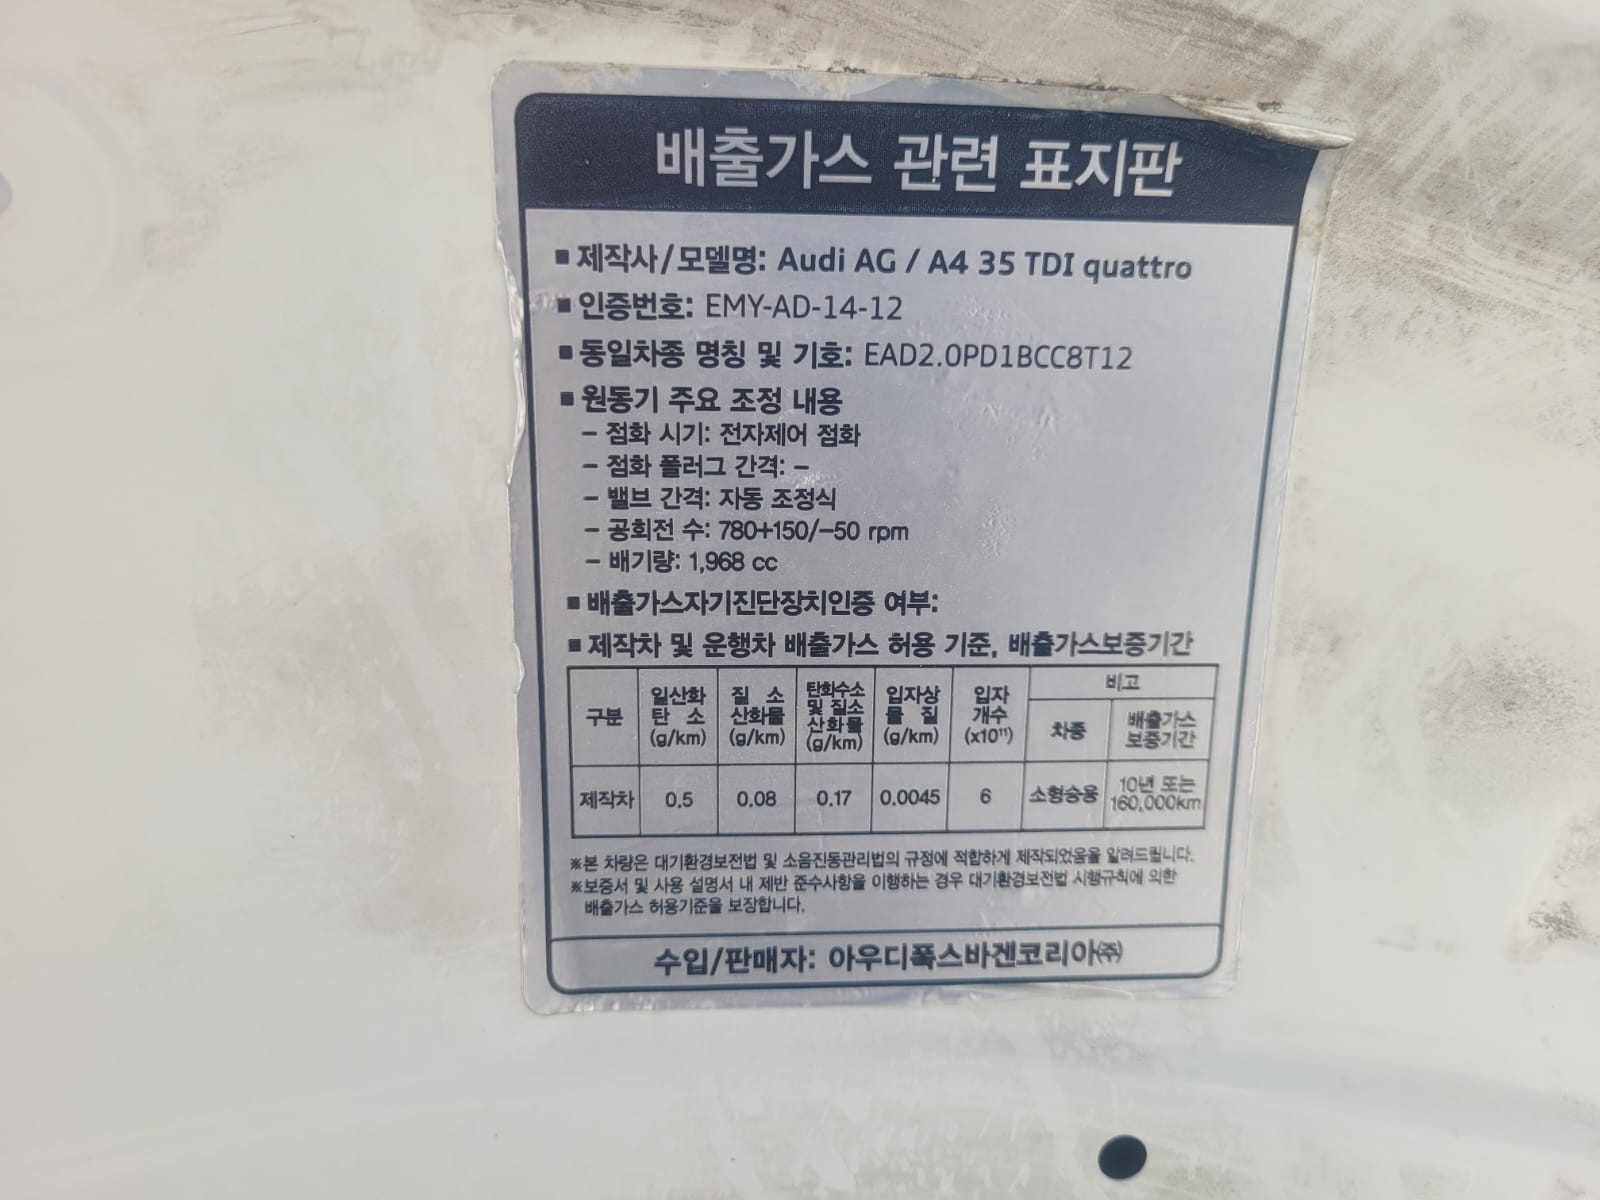 배출가스 관련 표지판
■ 제작사/모델명: Audi AG / A4 35 TDI quattro
■ 인증번호: EMY-AD-14-12
■ 동일차종 명칭 및 기호: EAD2.0PD1BCC8T12
■ 원동기 주요 조정 내용
– 점화 시기: 전자제어 점화
– 점화 플러그 간격: –
– 밸브 간격: 자동 조정식
– 공회전 수: 780+150/–50 rpm
– 배기량: 1,968 cc
■ 배출가스자기진단장치인증 여부:
■ 제작차 및 운행차 배출가스 허용 기준, 배출가스보증기간
구분 일산화 탄 소 (g/km) 질 소 산화물 (g/km) 탄화수소 및 질소 산화물 (g/km) 입자상 물 질 (g/km) 입자 개수 (x10¹¹) 비고
차종 배출가스 보증기간
제작차 0.5 0.08 0.17 0.0045 6 소형승용 10년 또는 160,000km
※본 차량은 대기환경보전법 및 소음진동관리법의 규정에 적합하게 제작되었음을 알려드립니다.
※보증서 및 사용 설명서 내 제반 준수사항을 이행하는 경우 대기환경보전법 시행규칙에 의한
배출가스 허용기준을 보장합니다.
수입/판매자: 아우디폭스바겐코리아㈜